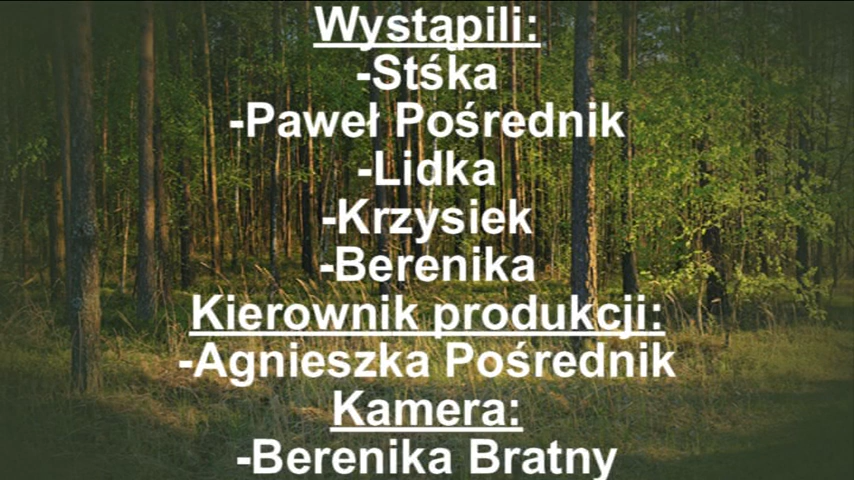 Wystąpili:
-Stśka
-Paweł Pośrednik
-Lidka
-Krzysiek
-Berenika
Kierownik produkcji:
-Agnieszka Pośrednik
Kamera:
-Berenika Bratny